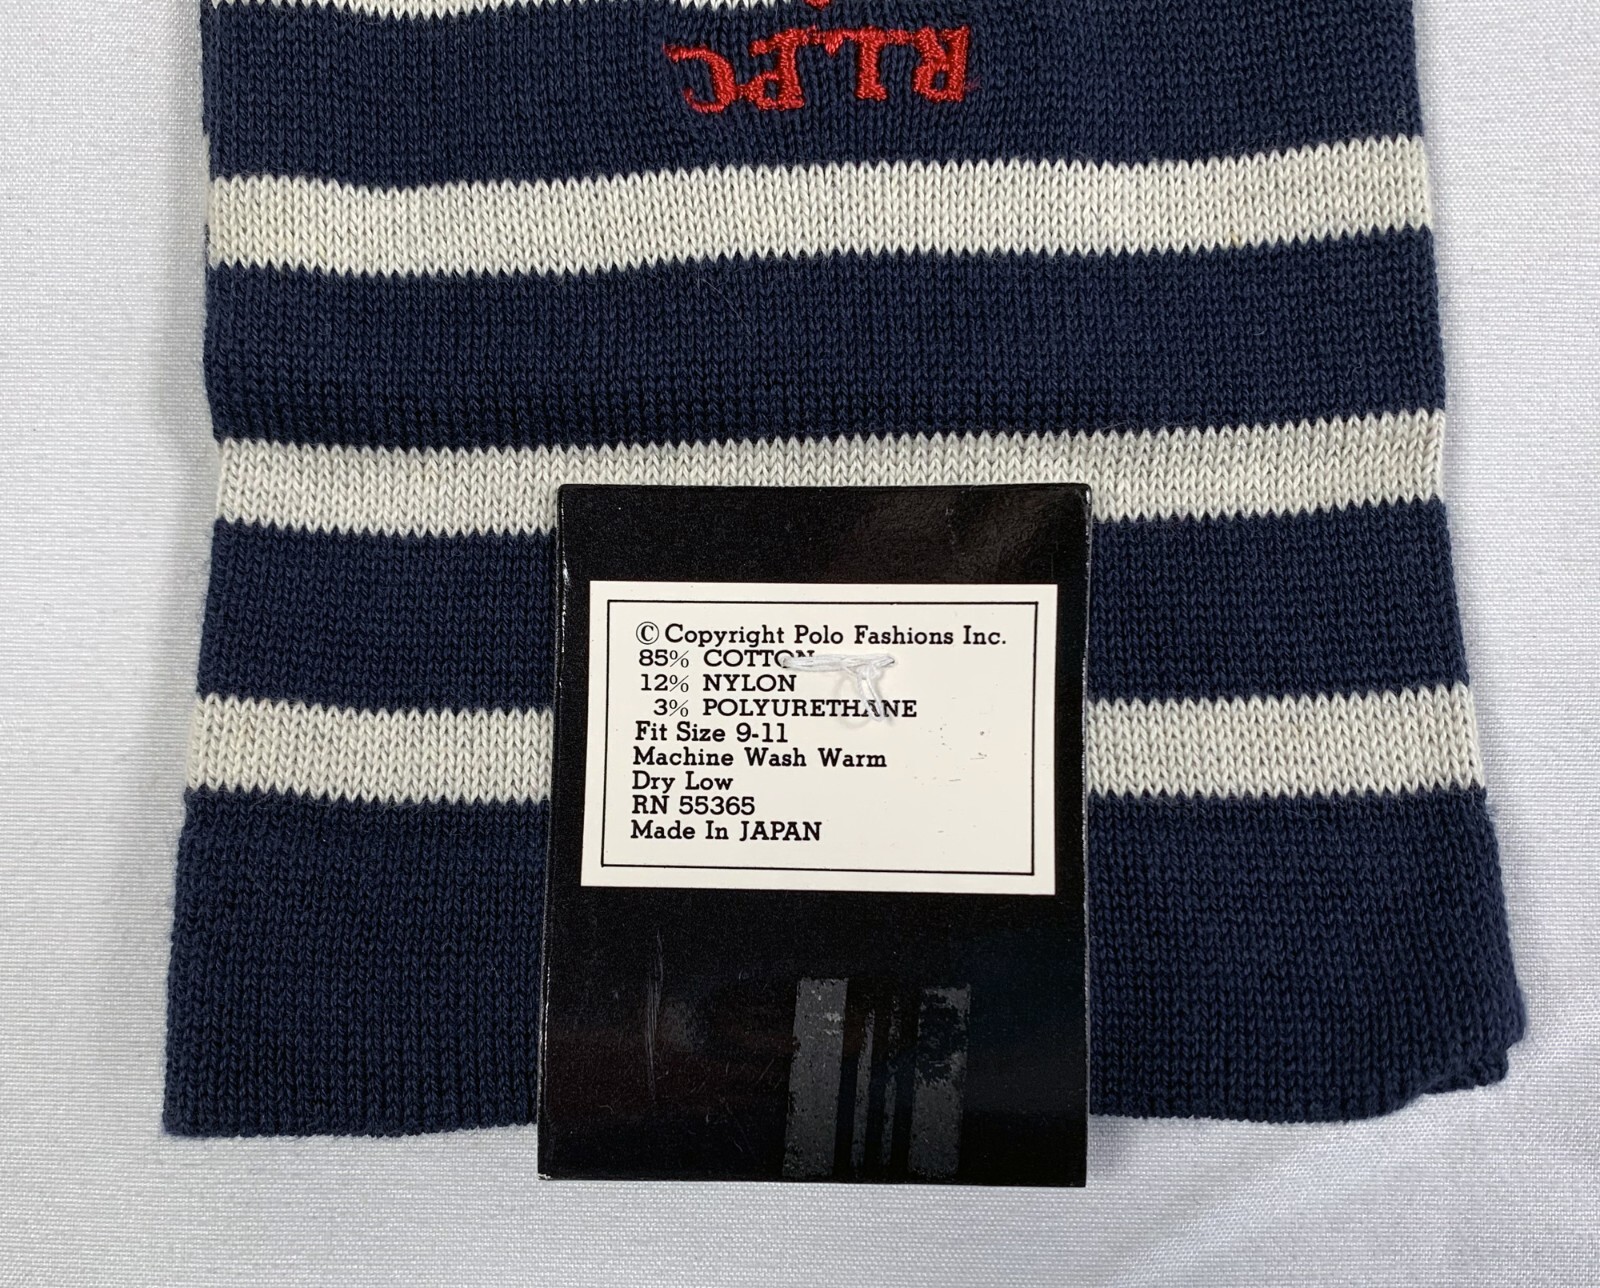 RLPC
© Copyright Polo Fashions Inc.
85% COTTON
12% NYLON
3% POLYURETHANE
Fit Size 9-11
Machine Wash Warm
Dry Low
RN 55365
Made In JAPAN